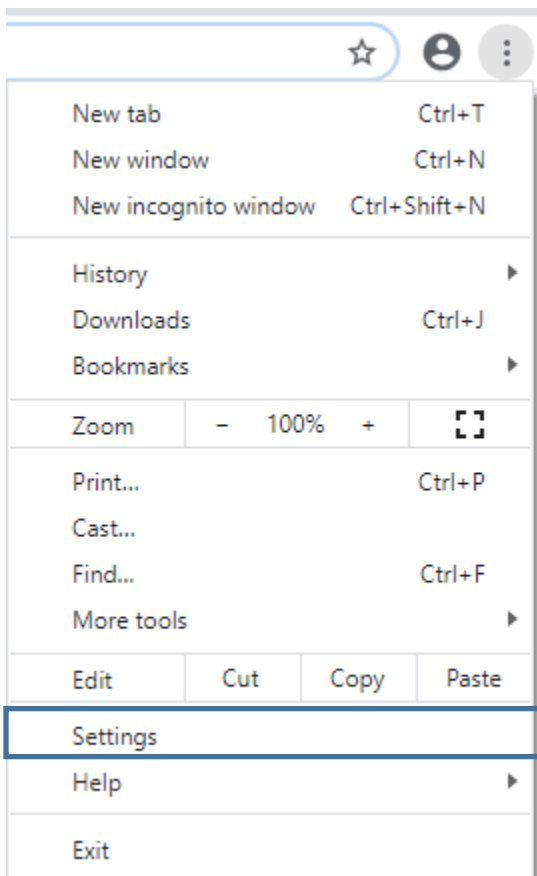 New tab Ctrl+T
New window Ctrl+N
New incognito window Ctrl+Shift+N
History
Downloads Ctrl+J
Bookmarks
Zoom - 100% +
Print... Ctrl+P
Cast...
Find... Ctrl+F
More tools
Edit Cut Copy Paste
Settings
Help
Exit